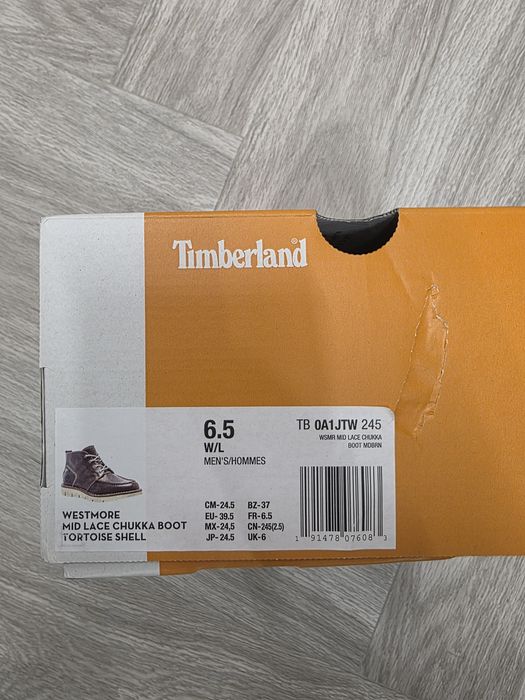 Timberland®
6.5
W/L
MEN'S/HOMMES
TB 0A1JTW 245
WSMR MID LACE CHUKKA
BOOT MDBRN
WESTMORE
MID LACE CHUKKA BOOT
TORTOISE SHELL
CM-24.5 BZ-37
EU- 39.5 FR-6.5
MX-24,5 CN-245(2.5)
JP-24.5 UK-6
1 91478 07608 3